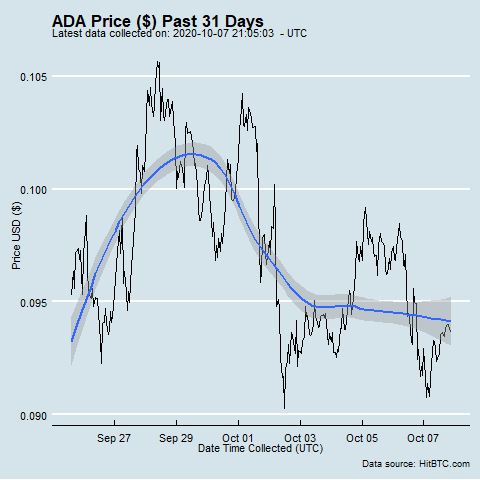 ADA Price ($) Past 31 Days
Latest data collected on: 2020-10-07 21:05:03 - UTC
Price USD ($)
0.105
0.100
0.095
0.090
Sep 27 Sep 29 Oct 01 Oct 03 Oct 05 Oct 07
Date Time Collected (UTC)
Data source: HitBTC.com